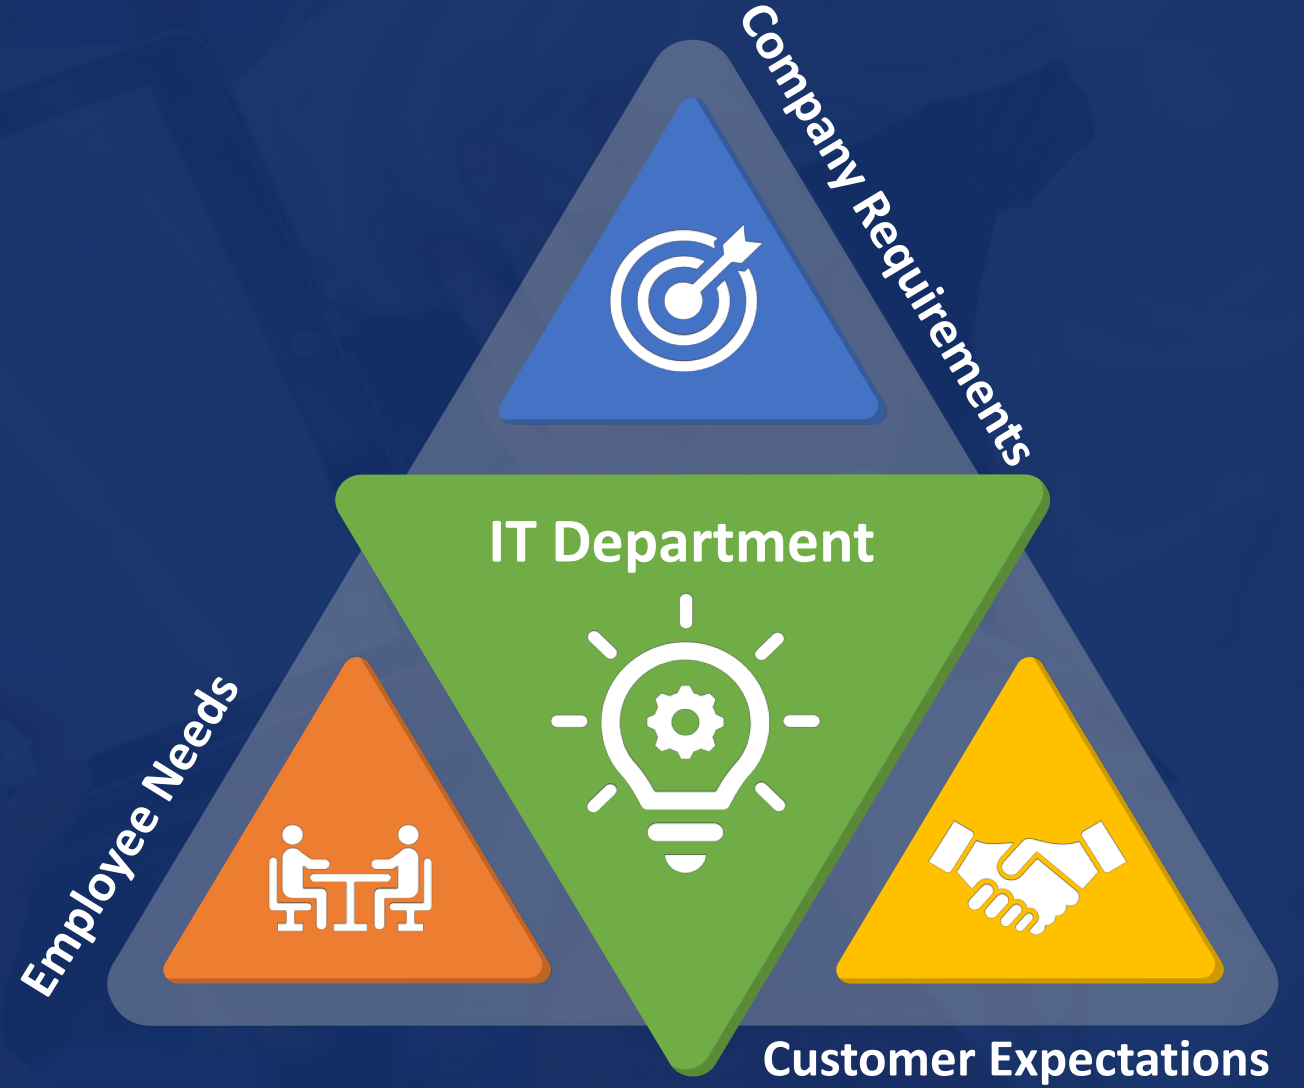 Company Requirements
IT Department
Employee Needs
Customer Expectations